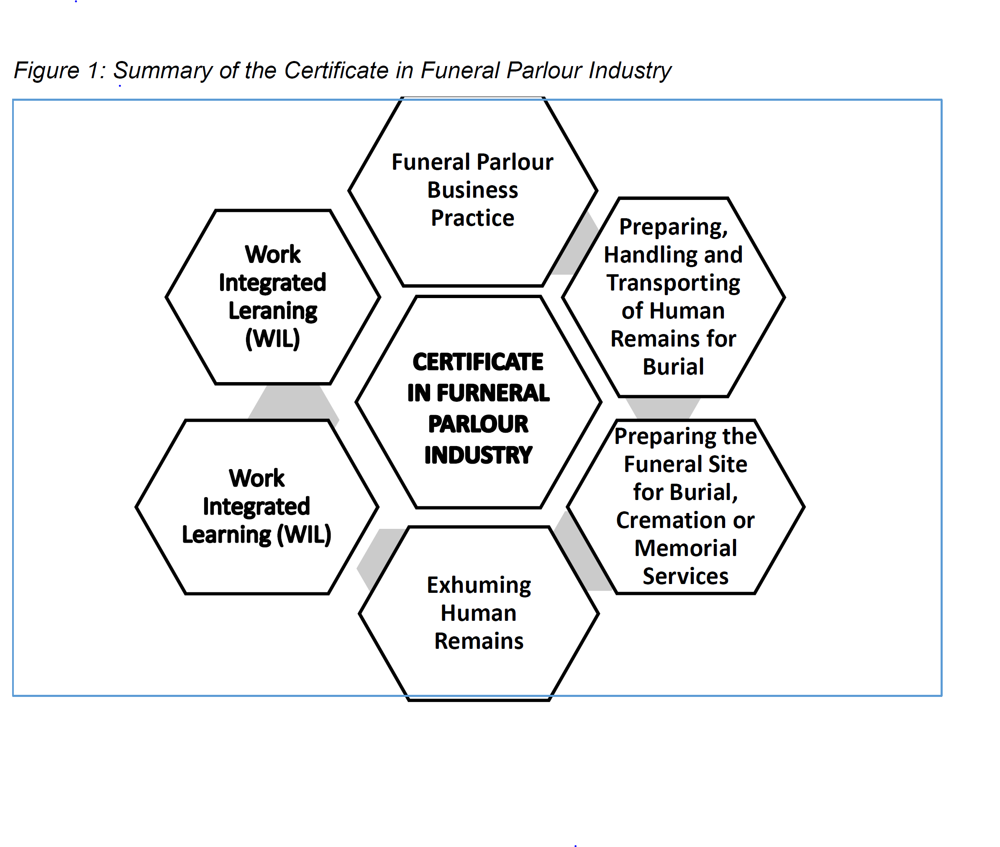 Figure 1: Summary of the Certificate in Funeral Parlour Industry
Funeral Parlour
Business
Practice
Preparing,
Handling and
Transporting
of Human
Remains for
Burial
Work
Integrated
Leraning
(WIL)
CERTIFICATE
IN FURNERAL
PARLOUR
INDUSTRY
Preparing the
Funeral Site
for Burial,
Cremation or
Memorial
Services
Work
Integrated
Learning (WIL)
Exhuming
Human
Remains